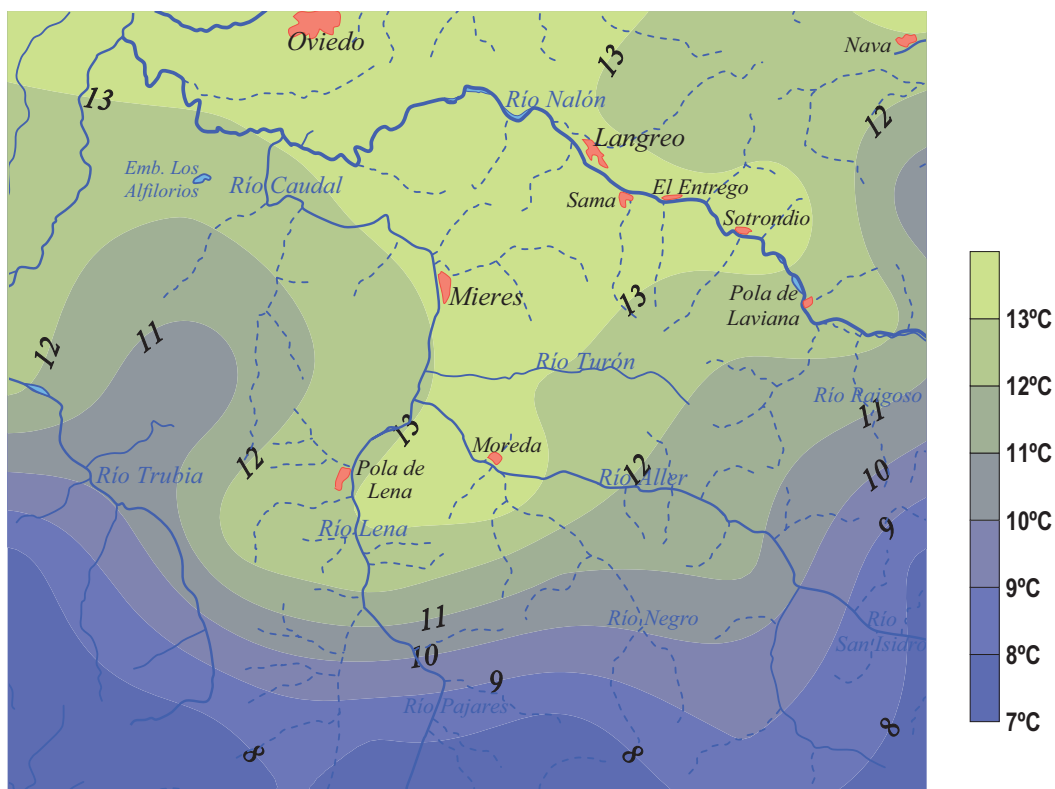 Oviedo
Nava
13
13
Río Nalón
12
Langreo
Emb. Los
Alfilorios
Río Caudal
El Entrego
Sama
Sotrondio
Mieres
13
Pola de
Laviana
11
12
Río Turón
Río Raigoso
11
13
Moreda
12
Pola de
Lena
12
Río Aller
10
Río Trubia
Río Lena
9
11
Río Negro
Río
San Isidro
10
9
Río Pajares
8
8
8
13ºC
12ºC
11ºC
10ºC
9ºC
8ºC
7ºC